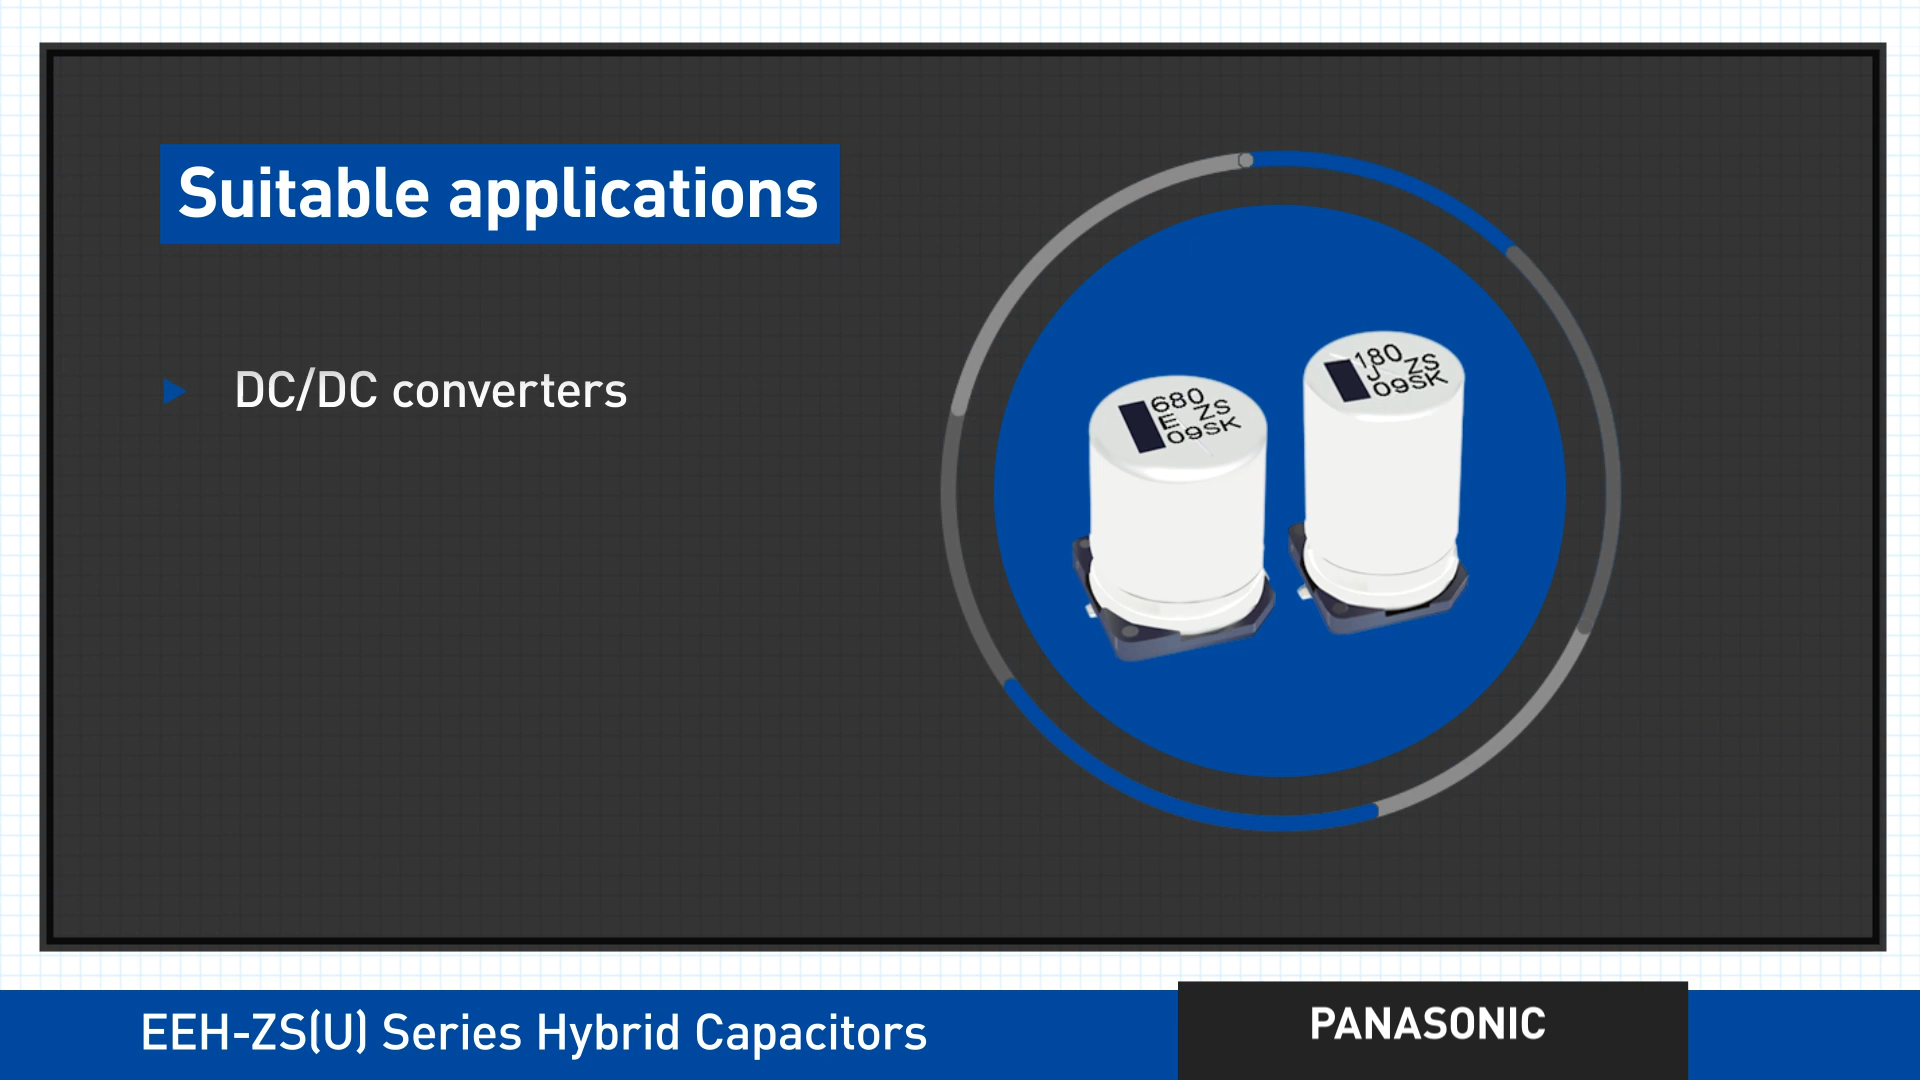 Suitable applications
DC/DC converters
680
E ZS
09SK
180
J ZS
09SK
EEH-ZS(U) Series Hybrid Capacitors
PANASONIC